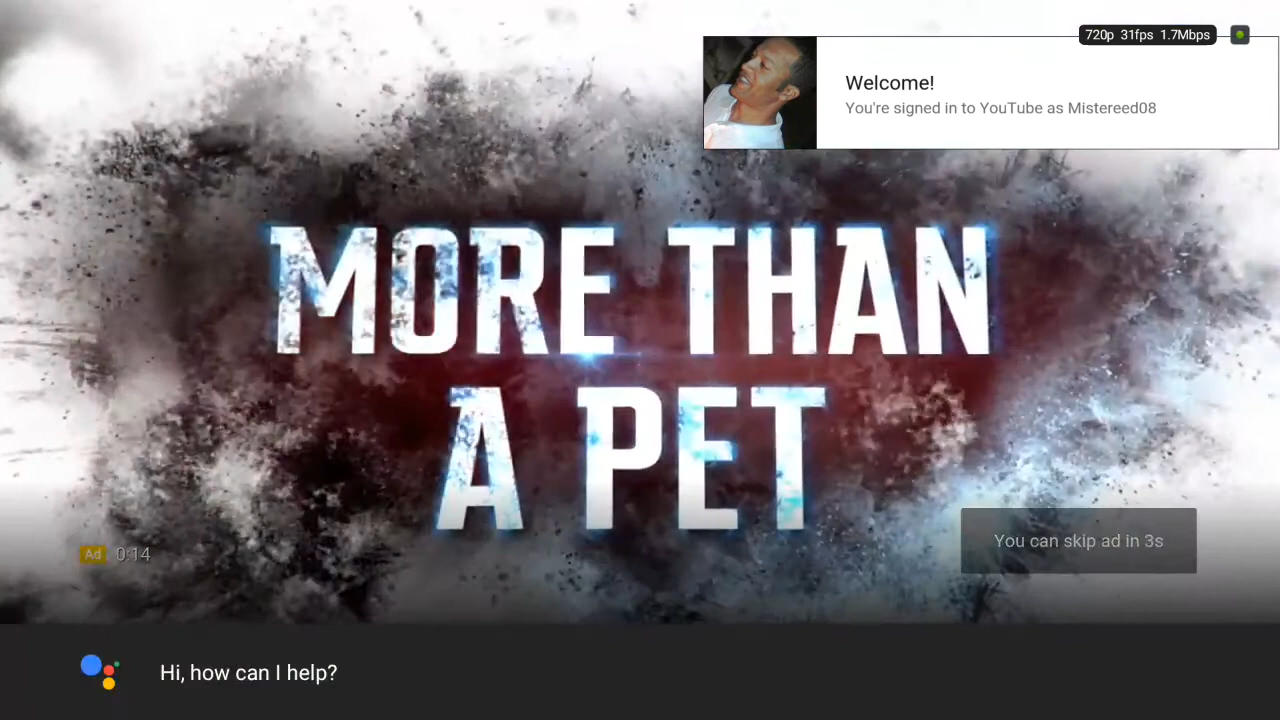 720p 31fps 1.7Mbps
Welcome!
You're signed in to YouTube as Mistereed08
MORE THAN
A PET
Ad 0:14
You can skip ad in 3s
Hi, how can I help?